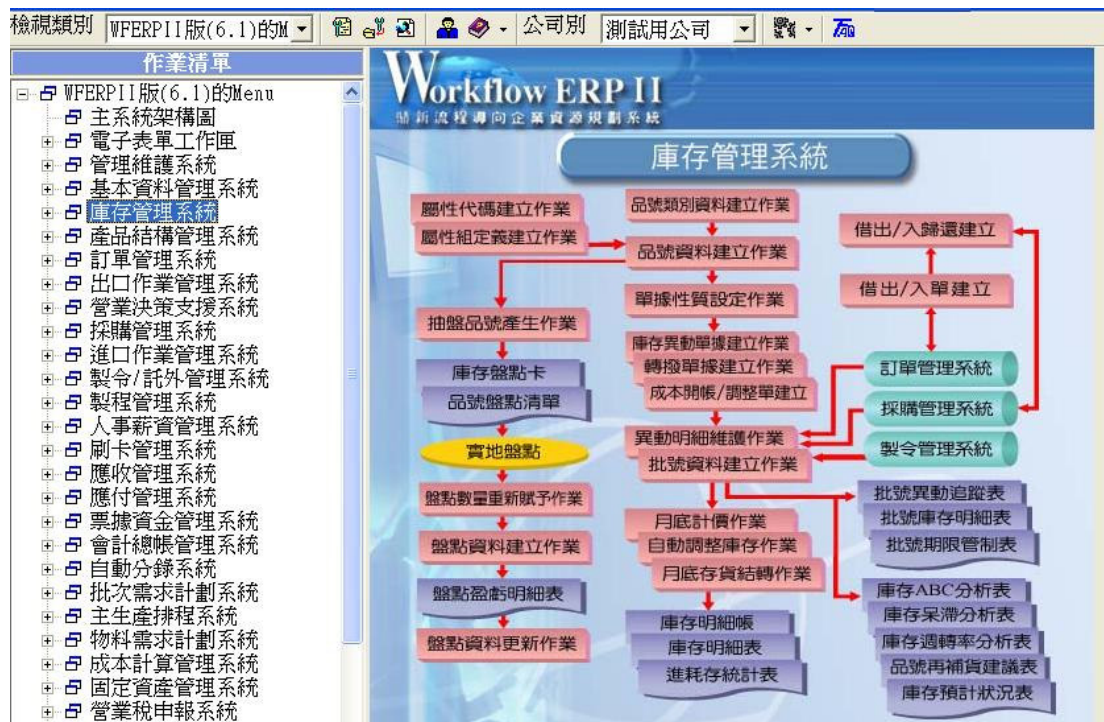 檢視類別 WFERPII版(6.1)的M 公司別 測試用公司
作業清單
WFERPII版(6.1)的Menu
主系統架構圖
電子表單工作匣
管理維護系統
基本資料管理系統
庫存管理系統
產品結構管理系統
訂單管理系統
出口作業管理系統
營業決策支援系統
採購管理系統
進口作業管理系統
製令/託外管理系統
製程管理系統
人事薪資管理系統
刷卡管理系統
應收管理系統
應付管理系統
票據資金管理系統
會計總帳管理系統
自動分錄系統
批次需求計劃系統
主生產排程系統
物料需求計劃系統
成本計算管理系統
固定資產管理系統
營業稅申報系統
Workflow ERP II
鼎新流程導向企業資源規劃系統
庫存管理系統
屬性代碼建立作業
屬性組定義建立作業
抽盤品號產生作業
庫存盤點卡
品號盤點清單
實地盤點
盤點數量重新賦予作業
盤點資料建立作業
盤點盈虧明細表
盤點資料更新作業
品號類別資料建立作業
品號資料建立作業
單據性質設定作業
庫存異動單據建立作業
轉撥單據建立作業
成本開帳/調整單建立
異動明細維護作業
批號資料建立作業
月底計價作業
自動調整庫存作業
月底存貨結轉作業
庫存明細帳
庫存明細表
進耗存統計表
借出/入歸還建立
借出/入單建立
訂單管理系統
採購管理系統
製令管理系統
批號異動追蹤表
批號庫存明細表
批號期限管制表
庫存ABC分析表
庫存呆滯分析表
庫存週轉率分析表
品號再補貨建議表
庫存預計狀況表